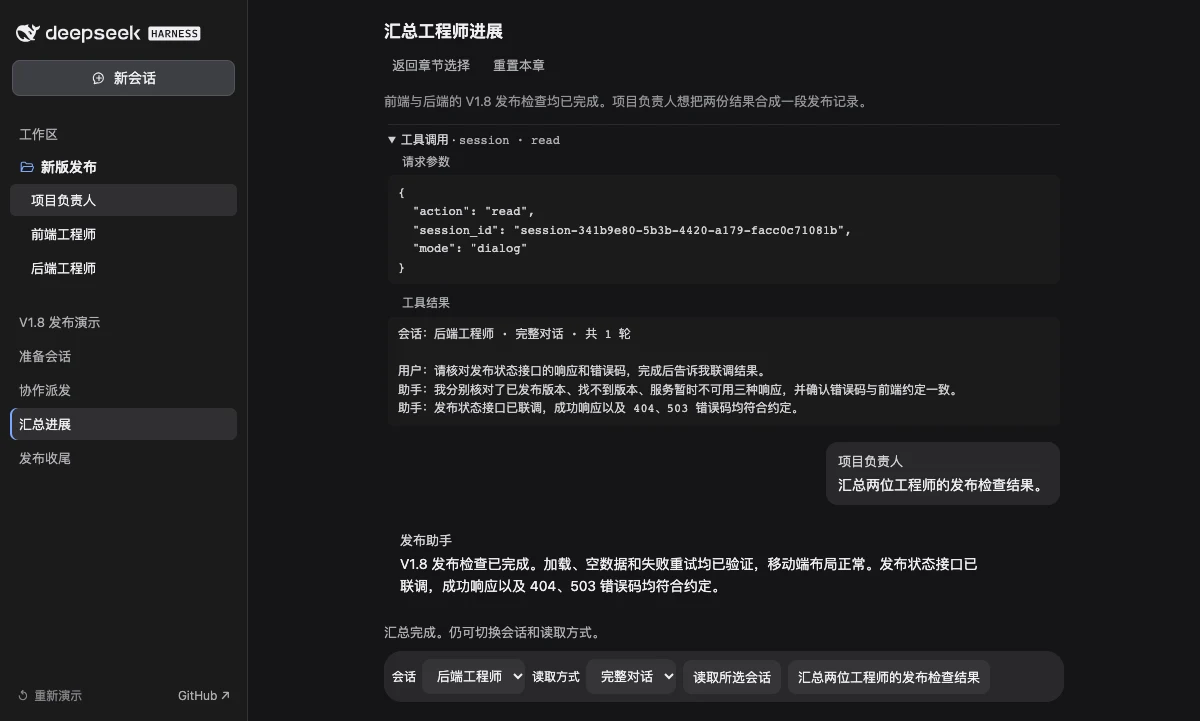 deepseek HARNESS
新会话
工作区
新版发布
项目负责人
前端工程师
后端工程师
V1.8 发布演示
准备会话
协作派发
汇总进展
发布收尾
重新演示
GitHub
汇总工程师进展
返回章节选择 重置本章
前端与后端的 V1.8 发布检查均已完成。项目负责人想把两份结果合成一段发布记录。
工具调用 · session · read
请求参数
{
"action": "read",
"session_id": "session-341b9e80-5b3b-4420-a179-facc0c71081b",
"mode": "dialog"
}
工具结果
会话: 后端工程师 · 完整对话 · 共 1 轮
用户: 请核对发布状态接口的响应和错误码，完成后告诉我联调结果。
助手: 我分别核对了已发布版本、找不到版本、服务暂时不可用三种响应，并确认错误码与前端约定一致。
助手: 发布状态接口已联调，成功响应以及 404、503 错误码均符合约定。
项目负责人
汇总两位工程师的发布检查结果。
发布助手
V1.8 发布检查已完成。加载、空数据和失败重试均已验证，移动端布局正常。发布状态接口已
联调，成功响应以及 404、503 错误码均符合约定。
汇总完成。仍可切换会话和读取方式。
会话 后端工程师 读取方式 完整对话 读取所选会话 汇总两位工程师的发布检查结果